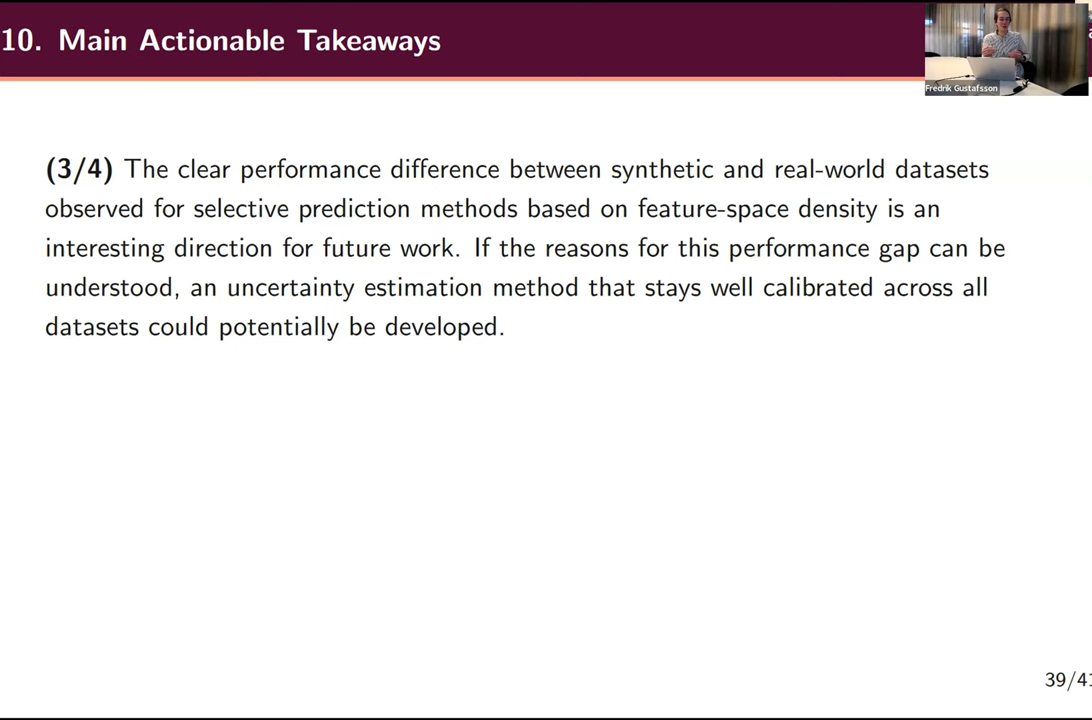 10. Main Actionable Takeaways
Fredrik Gustafsson
(3/4) The clear performance difference between synthetic and real-world datasets
observed for selective prediction methods based on feature-space density is an
interesting direction for future work. If the reasons for this performance gap can be
understood, an uncertainty estimation method that stays well calibrated across all
datasets could potentially be developed.
39/41